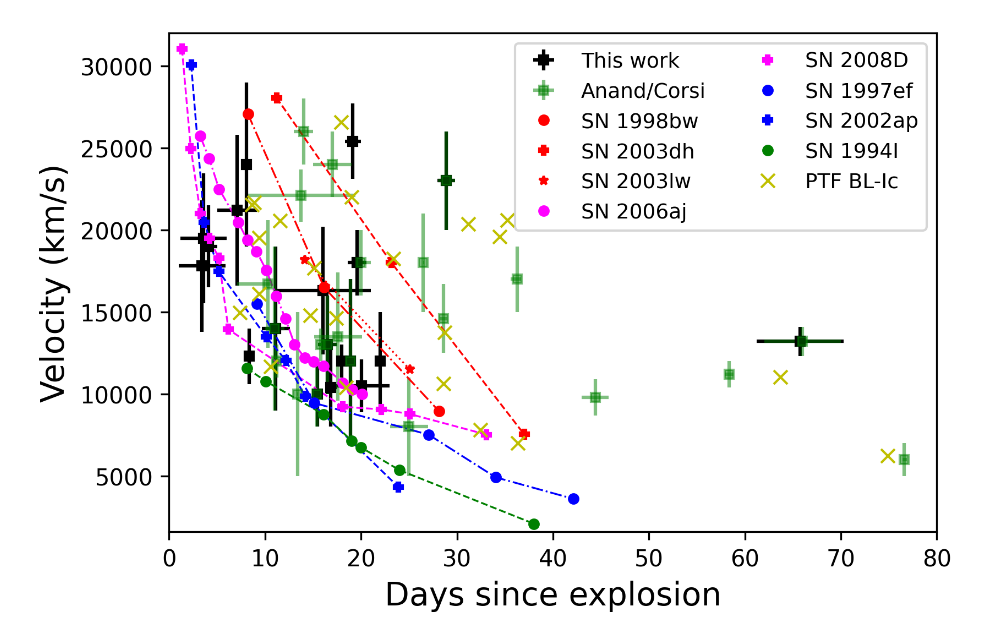 30000
25000
20000
15000
10000
5000
Velocity (km/s)
This work
Anand/Corsi
SN 1998bw
SN 2003dh
SN 2003lw
SN 2006aj
SN 2008D
SN 1997ef
SN 2002ap
SN 1994I
PTF BL-Ic
0 10 20 30 40 50 60 70 80
Days since explosion